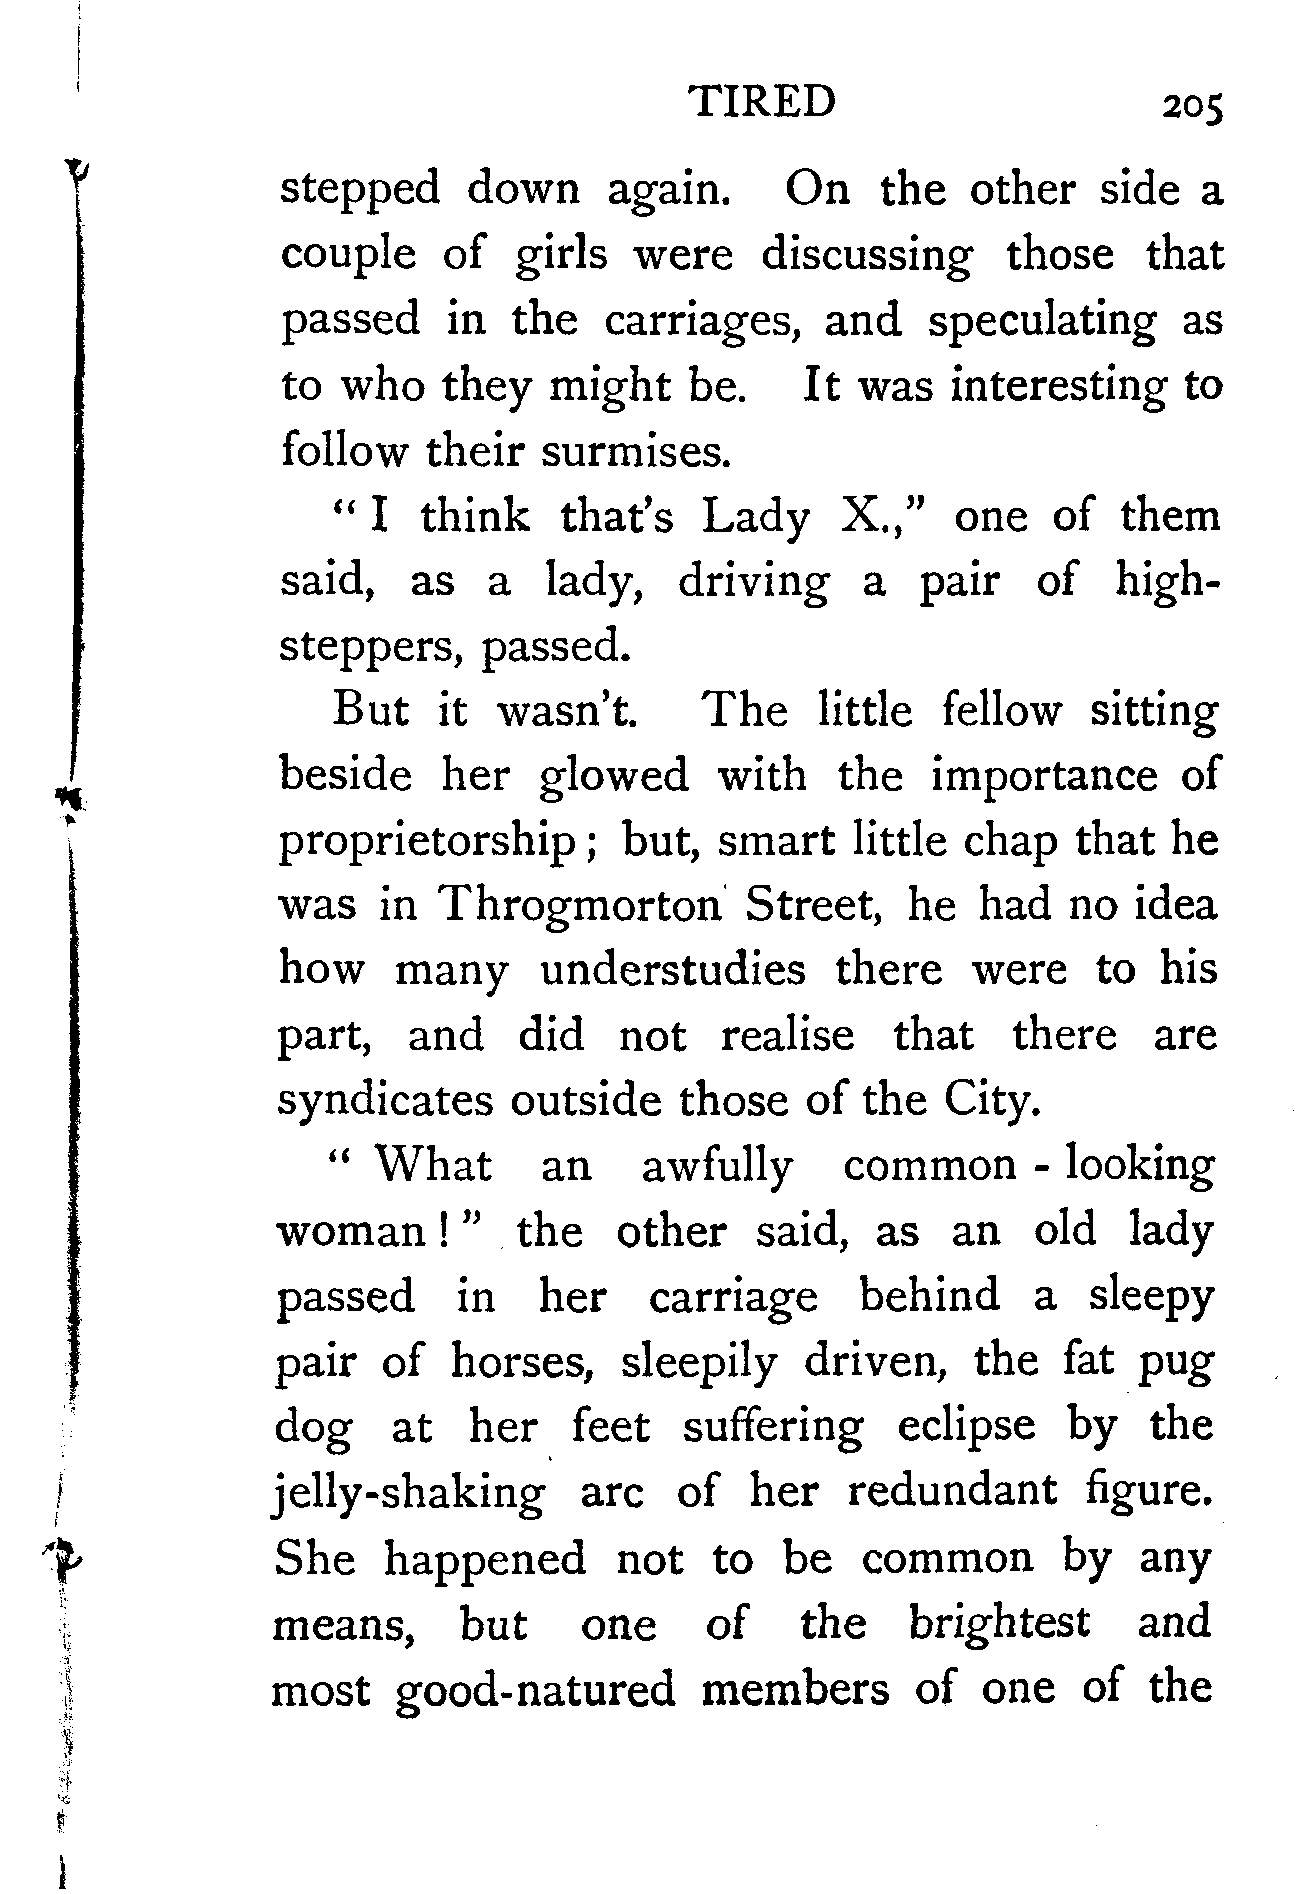 TIRED 205
stepped down again. On the other side a
couple of girls were discussing those that
passed in the carriages, and speculating as
to who they might be. It was interesting to
follow their surmises.
“ I think that’s Lady X.,” one of them
said, as a lady, driving a pair of high-
steppers, passed.
But it wasn’t. The little fellow sitting
beside her glowed with the importance of
proprietorship ; but, smart little chap that he
was in Throgmorton Street, he had no idea
how many understudies there were to his
part, and did not realise that there are
syndicates outside those of the City.
“ What an awfully common - looking
woman ! ” the other said, as an old lady
passed in her carriage behind a sleepy
pair of horses, sleepily driven, the fat pug
dog at her feet suffering eclipse by the
jelly-shaking arc of her redundant figure.
She happened not to be common by any
means, but one of the brightest and
most good-natured members of one of the